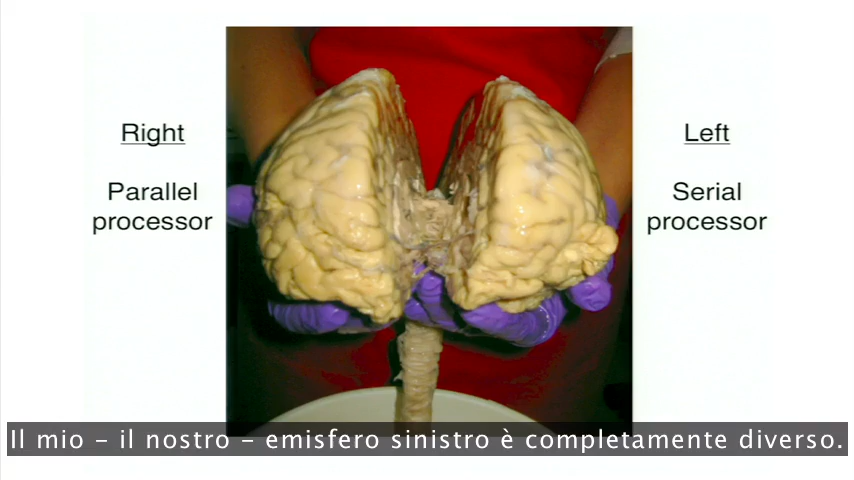 Right
Parallel
processor
Left
Serial
processor
Il mio - il nostro - emisfero sinistro è completamente diverso.